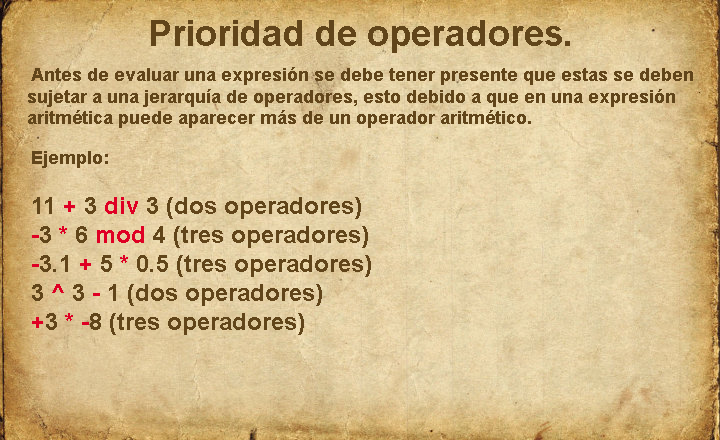 Prioridad de operadores.
Antes de evaluar una expresión se debe tener presente que estas se deben
sujetar a una jerarquía de operadores, esto debido a que en una expresión
aritmética puede aparecer más de un operador aritmético.
Ejemplo:
11 + 3 div 3 (dos operadores)
-3 * 6 mod 4 (tres operadores)
-3.1 + 5 * 0.5 (tres operadores)
3 ^ 3 - 1 (dos operadores)
+3 * -8 (tres operadores)